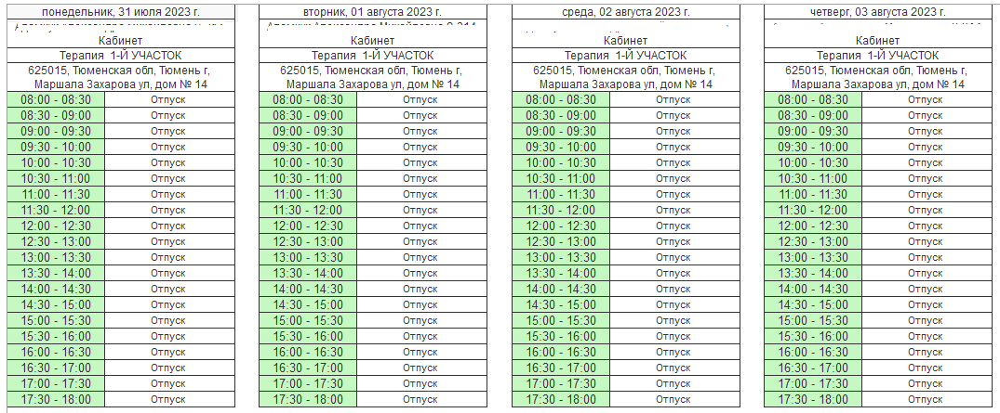 понедельник, 31 июля 2023 г.
Кабинет
Терапия 1-Й УЧАСТОК
625015, Тюменская обл, Тюмень г,
Маршала Захарова ул, дом № 14
08:00 - 08:30 Отпуск
08:30 - 09:00 Отпуск
09:00 - 09:30 Отпуск
09:30 - 10:00 Отпуск
10:00 - 10:30 Отпуск
10:30 - 11:00 Отпуск
11:00 - 11:30 Отпуск
11:30 - 12:00 Отпуск
12:00 - 12:30 Отпуск
12:30 - 13:00 Отпуск
13:00 - 13:30 Отпуск
13:30 - 14:00 Отпуск
14:00 - 14:30 Отпуск
14:30 - 15:00 Отпуск
15:00 - 15:30 Отпуск
15:30 - 16:00 Отпуск
16:00 - 16:30 Отпуск
16:30 - 17:00 Отпуск
17:00 - 17:30 Отпуск
17:30 - 18:00 Отпуск
вторник, 01 августа 2023 г.
Кабинет
Терапия 1-Й УЧАСТОК
625015, Тюменская обл, Тюмень г,
Маршала Захарова ул, дом № 14
08:00 - 08:30 Отпуск
08:30 - 09:00 Отпуск
09:00 - 09:30 Отпуск
09:30 - 10:00 Отпуск
10:00 - 10:30 Отпуск
10:30 - 11:00 Отпуск
11:00 - 11:30 Отпуск
11:30 - 12:00 Отпуск
12:00 - 12:30 Отпуск
12:30 - 13:00 Отпуск
13:00 - 13:30 Отпуск
13:30 - 14:00 Отпуск
14:00 - 14:30 Отпуск
14:30 - 15:00 Отпуск
15:00 - 15:30 Отпуск
15:30 - 16:00 Отпуск
16:00 - 16:30 Отпуск
16:30 - 17:00 Отпуск
17:00 - 17:30 Отпуск
17:30 - 18:00 Отпуск
среда, 02 августа 2023 г.
Кабинет
Терапия 1-Й УЧАСТОК
625015, Тюменская обл, Тюмень г,
Маршала Захарова ул, дом № 14
08:00 - 08:30 Отпуск
08:30 - 09:00 Отпуск
09:00 - 09:30 Отпуск
09:30 - 10:00 Отпуск
10:00 - 10:30 Отпуск
10:30 - 11:00 Отпуск
11:00 - 11:30 Отпуск
11:30 - 12:00 Отпуск
12:00 - 12:30 Отпуск
12:30 - 13:00 Отпуск
13:00 - 13:30 Отпуск
13:30 - 14:00 Отпуск
14:00 - 14:30 Отпуск
14:30 - 15:00 Отпуск
15:00 - 15:30 Отпуск
15:30 - 16:00 Отпуск
16:00 - 16:30 Отпуск
16:30 - 17:00 Отпуск
17:00 - 17:30 Отпуск
17:30 - 18:00 Отпуск
четверг, 03 августа 2023 г.
Кабинет
Терапия 1-Й УЧАСТОК
625015, Тюменская обл, Тюмень г,
Маршала Захарова ул, дом № 14
08:00 - 08:30 Отпуск
08:30 - 09:00 Отпуск
09:00 - 09:30 Отпуск
09:30 - 10:00 Отпуск
10:00 - 10:30 Отпуск
10:30 - 11:00 Отпуск
11:00 - 11:30 Отпуск
11:30 - 12:00 Отпуск
12:00 - 12:30 Отпуск
12:30 - 13:00 Отпуск
13:00 - 13:30 Отпуск
13:30 - 14:00 Отпуск
14:00 - 14:30 Отпуск
14:30 - 15:00 Отпуск
15:00 - 15:30 Отпуск
15:30 - 16:00 Отпуск
16:00 - 16:30 Отпуск
16:30 - 17:00 Отпуск
17:00 - 17:30 Отпуск
17:30 - 18:00 Отпуск